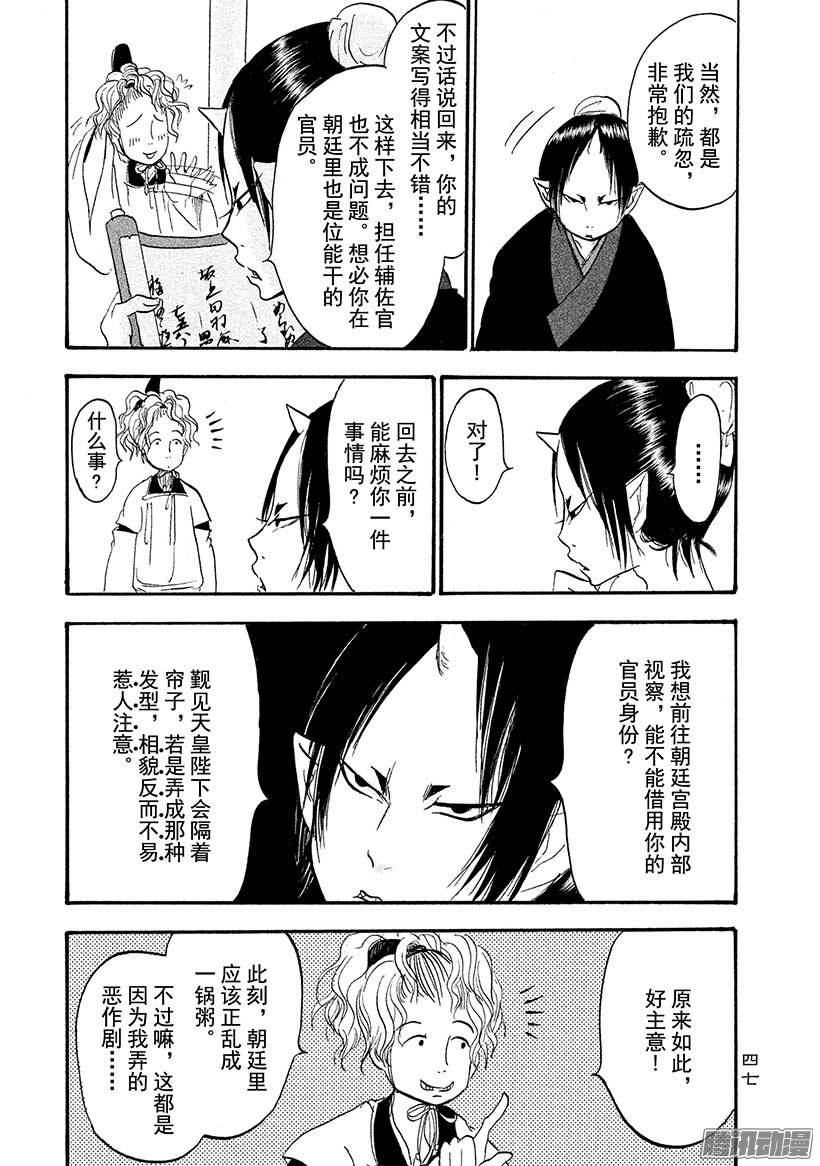 当然，都是
我们的疏忽，
非常抱歉。
不过话说回来，你的
文案写得相当不错……
这样下去，担任辅佐官
也不成问题。想必你在
朝廷里也是位能干的
官员。
……
对了！
回去之前，
能麻烦你一件
事情吗？
什么事？
我想前往朝廷宫殿内部
视察，能不能借用你的
官员身份？
觐见天皇陛下会隔着
帘子，若是弄成那种
发型，相貌反而不易
惹人注意。
原来如此，
好主意！
此刻，朝廷里
应该正乱成
一锅粥。
不过嘛，这都是
因为我弄的
恶作剧……
四七
腾讯动漫